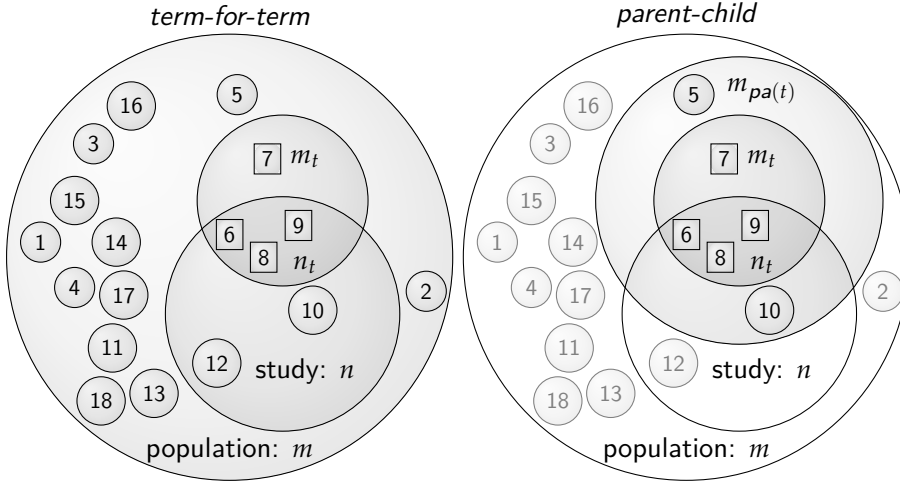 term-for-term
16
5
3
7 m_t
15
6 9
1 14
8 n_t
4 17 2
10
11
12
study: n
18 13
population: m
parent-child
16
5 m_{pa(t)}
3
7 m_t
15
6 9
1 14
8 n_t
4 17 2
10
11
12
study: n
18 13
population: m